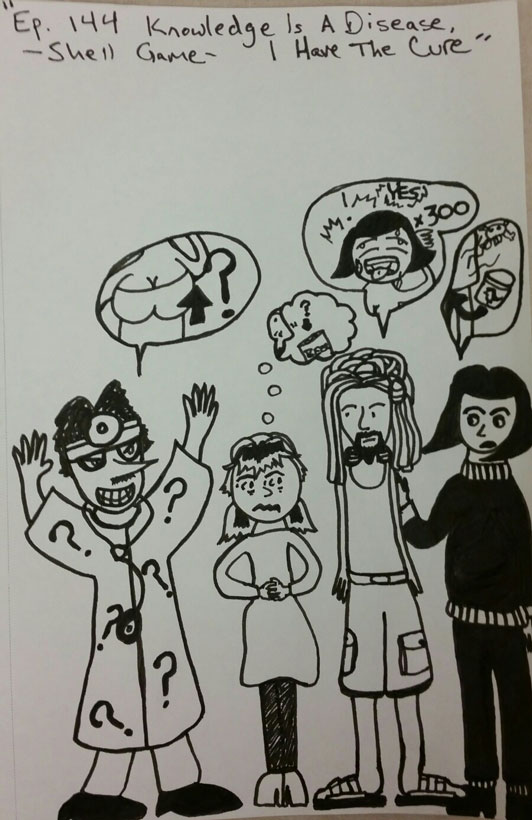 "Ep. 144 Knowledge Is A Disease,
-Shell Game- I Have The Cure"
?
?
"YES"
x300
? ?
? ?
?
?